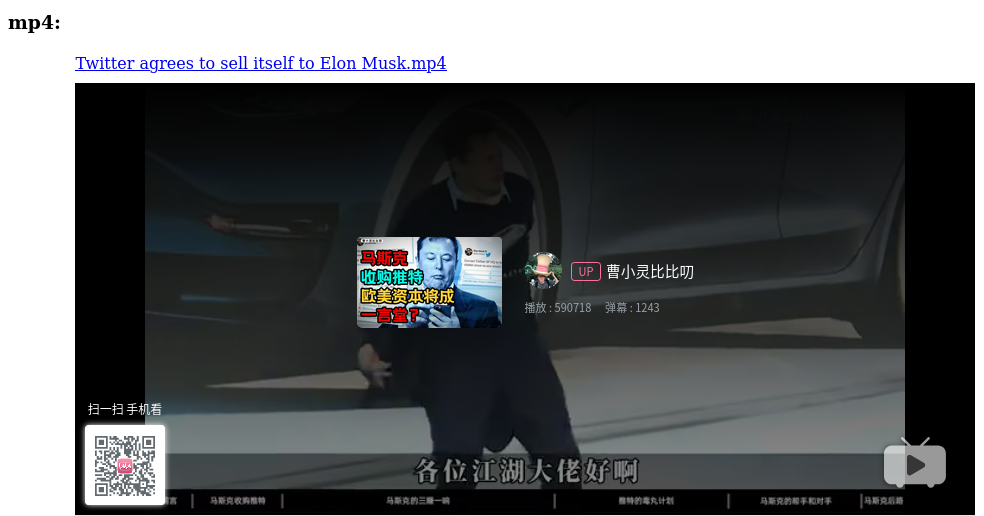 mp4:
Twitter agrees to sell itself to Elon Musk.mp4
马斯克
收购推特
欧美资本将成
一言堂？
UP 曹小灵比比叨
播放 : 590718 弹幕 : 1243
扫一扫 手机看
各位江湖大佬好啊
言 马斯克收购推特 马斯克的三賺一响 推特的毒丸计划 马斯克的帮手和对手 马斯克后路